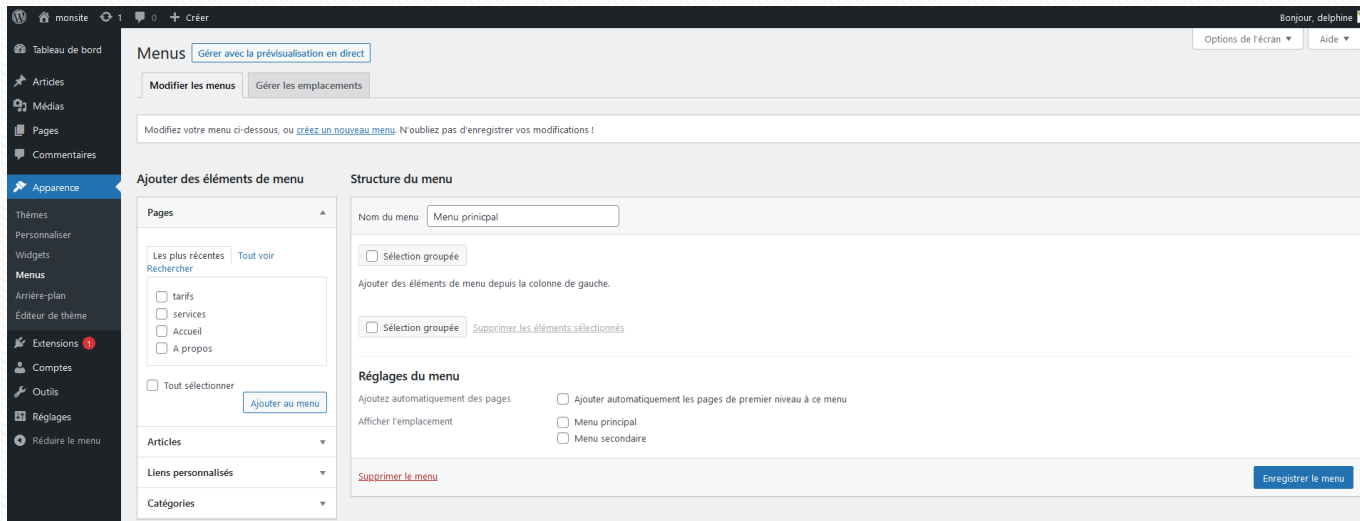 monsite 1 0 + Créer Bonjour, delphine
Tableau de bord
Articles
Médias
Pages
Commentaires
Apparence
Thèmes
Personnaliser
Widgets
Menus
Arrière-plan
Éditeur de thème
Extensions 1
Comptes
Outils
Réglages
Réduire le menu
Options de l'écran ▼ Aide ▼
Menus Gérer avec la prévisualisation en direct
Modifier les menus Gérer les emplacements
Modifiez votre menu ci-dessous, ou créez un nouveau menu. N'oubliez pas d'enregistrer vos modifications !
Ajouter des éléments de menu
Pages
Les plus récentes Tout voir
Rechercher
tarifs
services
Accueil
A propos
Tout sélectionner
Ajouter au menu
Articles
Liens personnalisés
Catégories
Structure du menu
Nom du menu Menu prinicpal
Sélection groupée
Ajouter des éléments de menu depuis la colonne de gauche.
Sélection groupée Supprimer les éléments sélectionnés
Réglages du menu
Ajoutez automatiquement des pages Ajouter automatiquement les pages de premier niveau à ce menu
Afficher l'emplacement Menu principal
Menu secondaire
Supprimer le menu Enregistrer le menu